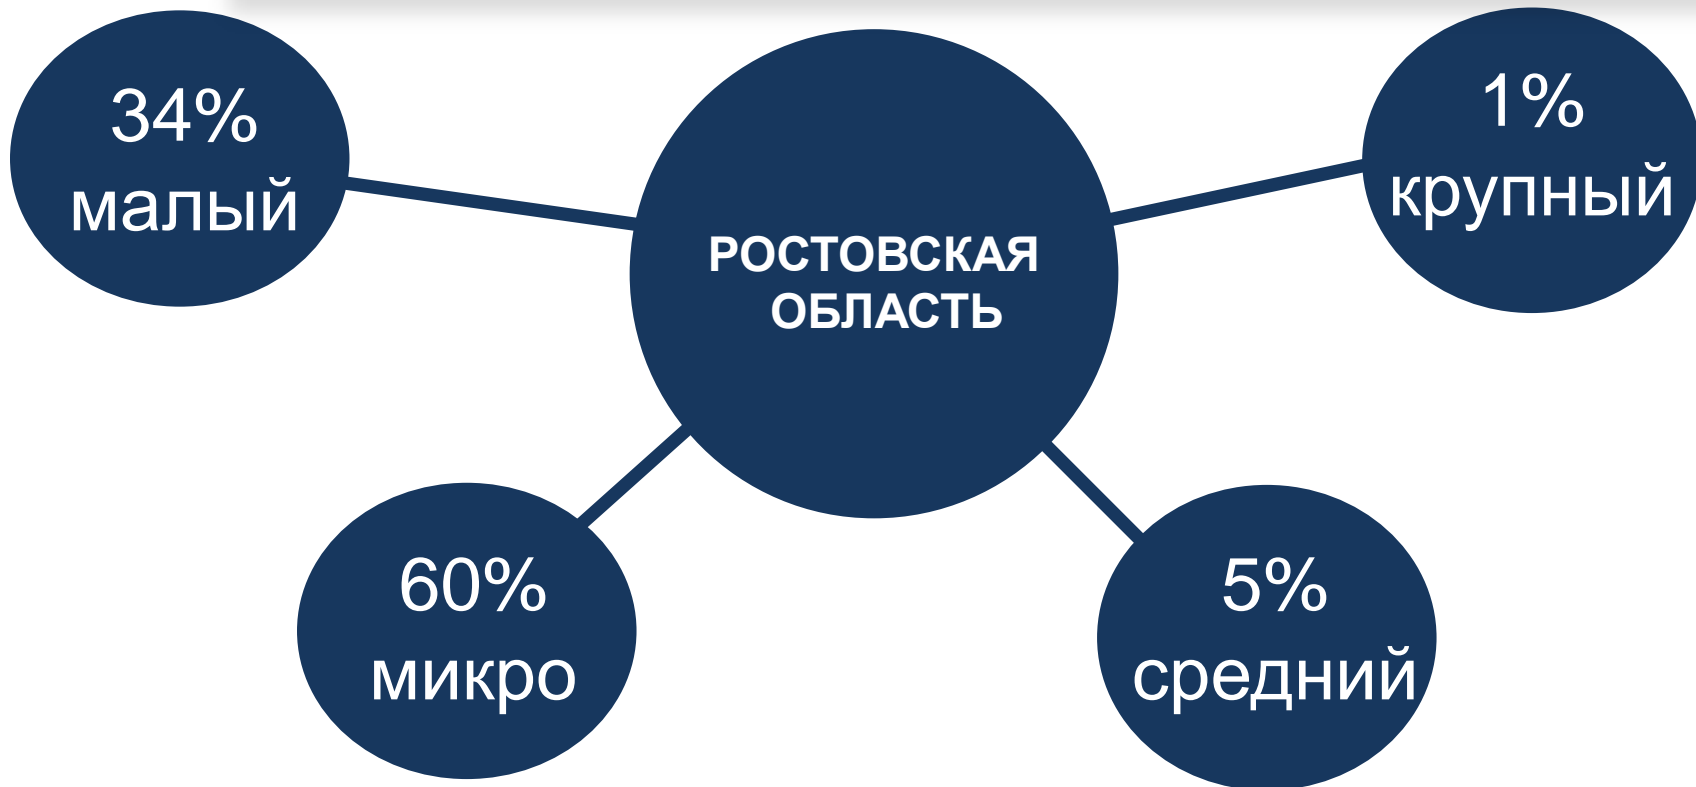 34%
малый
РОСТОВСКАЯ
ОБЛАСТЬ
1%
крупный
60%
микро
5%
средний